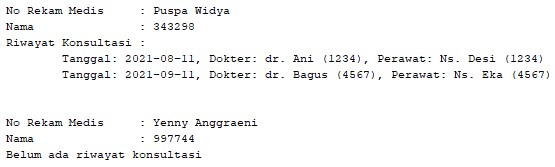 No Rekam Medis     : Puspa Widya
Nama               : 343298
Riwayat Konsultasi :
        Tanggal: 2021-08-11, Dokter: dr. Ani (1234), Perawat: Ns. Desi (1234)
        Tanggal: 2021-09-11, Dokter: dr. Bagus (4567), Perawat: Ns. Eka (4567)
No Rekam Medis     : Yenny Anggraeni
Nama               : 997744
Belum ada riwayat konsultasi